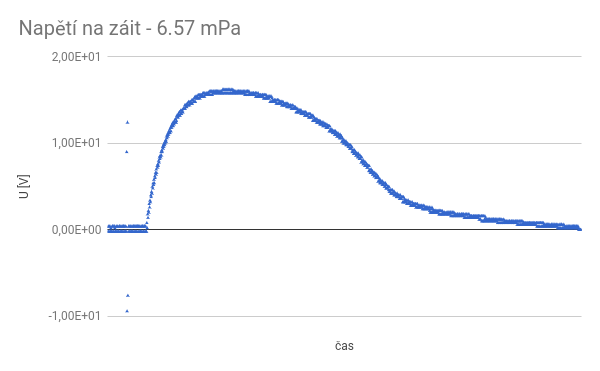 Napětí na záit - 6.57 mPa
2,00E+01
1,00E+01
0,00E+00
-1,00E+01
U [V]
čas